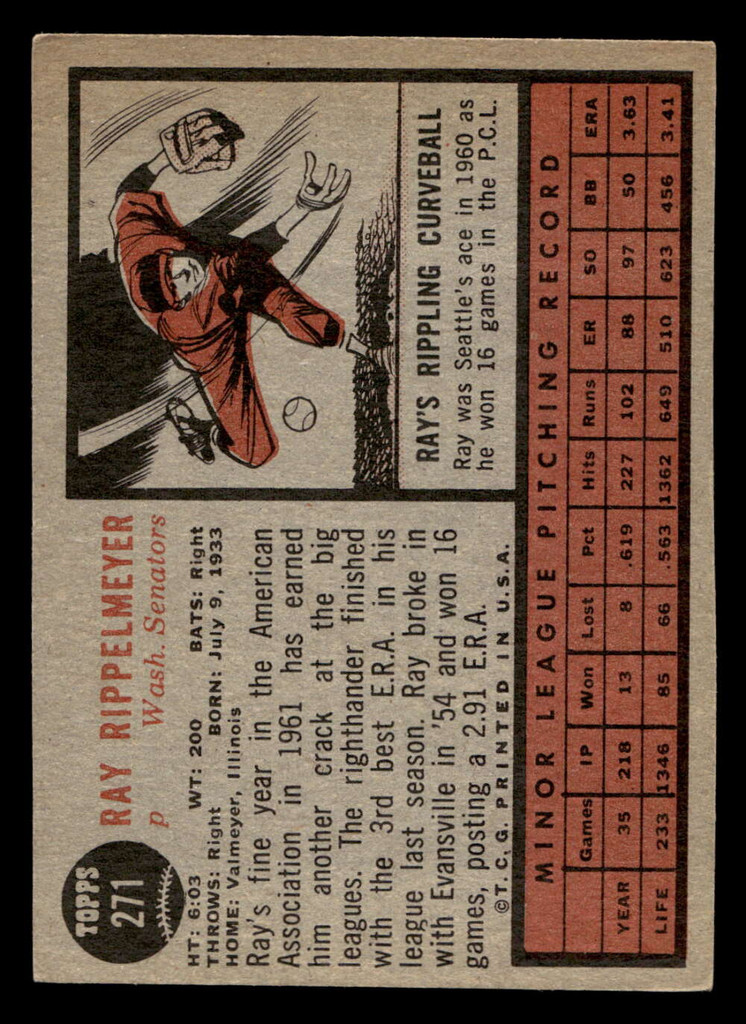 TOPPS
271
RAY RIPPELMEYER
p Wash. Senators
HT: 6:03 WT: 200 BATS: Right
THROWS: Right BORN: July 9, 1933
HOME: Valmeyer, Illinois
Ray's fine year in the American
Association in 1961 has earned
him another crack at the big
leagues. The righthander finished
with the 3rd best E.R.A. in his
league last season. Ray broke in
with Evansville in '54 and won 16
games, posting a 2.91 E.R.A.
©T.C.G. PRINTED IN U.S.A.
RAY'S RIPPLING CURVEBALL
Ray was Seattle's ace in 1960 as
he won 16 games in the P.C.L.
MINOR LEAGUE PITCHING RECORD
Games IP Won Lost Pct Hits Runs ER SO BB ERA
YEAR 35 218 13 8 .619 227 102 88 97 50 3.63
LIFE 233 1346 85 66 .563 1362 649 510 623 456 3.41